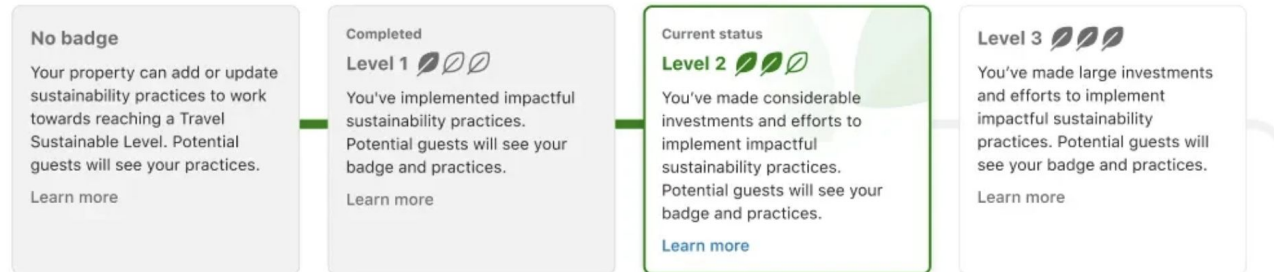 No badge
Your property can add or update
sustainability practices to work
towards reaching a Travel
Sustainable Level. Potential
guests will see your practices.
Learn more
Completed
Level 1
You've implemented impactful
sustainability practices.
Potential guests will see your
badge and practices.
Learn more
Current status
Level 2
You've made considerable
investments and efforts to
implement impactful
sustainability practices.
Potential guests will see your
badge and practices.
Learn more
Level 3
You've made large investments
and efforts to implement
impactful sustainability
practices. Potential guests will
see your badge and practices.
Learn more